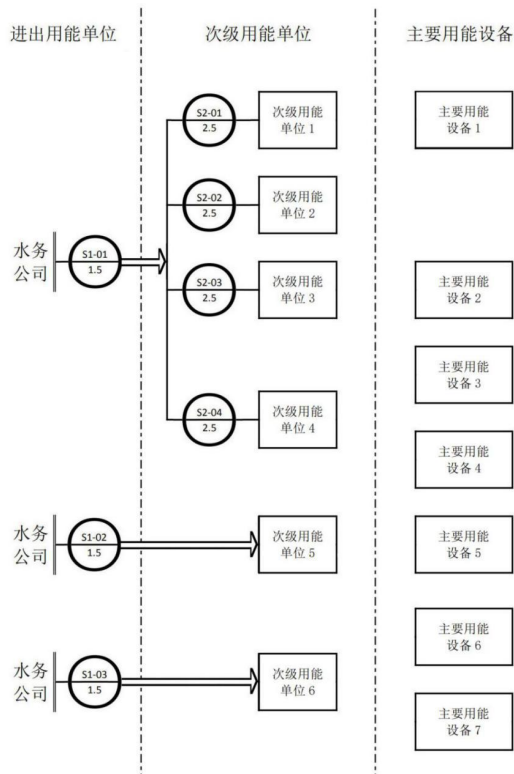 进出用能单位
次级用能单位
主要用能设备
S2-01
2.5
次级用能
单位 1
主要用能
设备 1
S2-02
2.5
次级用能
单位 2
水务
公司
S1-01
1.5
S2-03
2.5
次级用能
单位 3
主要用能
设备 2
主要用能
设备 3
S2-04
2.5
次级用能
单位 4
主要用能
设备 4
水务
公司
S1-02
1.5
次级用能
单位 5
主要用能
设备 5
主要用能
设备 6
水务
公司
S1-03
1.5
次级用能
单位 6
主要用能
设备 7